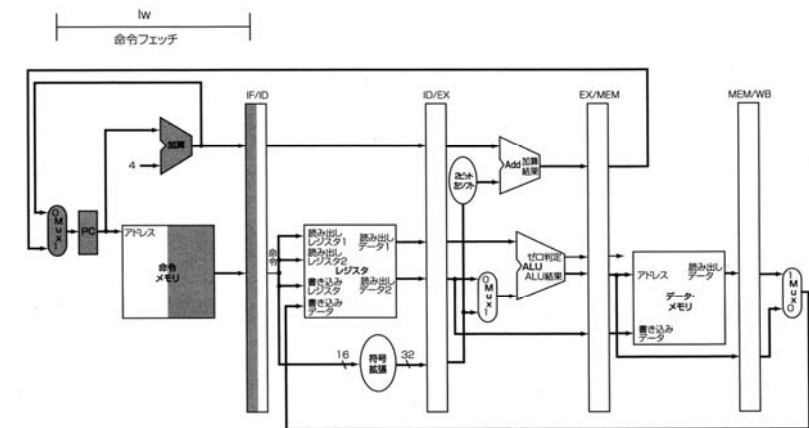 lw
命令フェッチ
IF/ID
ID/EX
EX/MEM
MEM/WB
加算
4
Add 加算
結果
2ビット
左シフト
0
M
u
x
1
PC
アドレス
命令
メモリ
命令
読み出し
レジスタ1
読み出し
レジスタ2
レジスタ
書き込み
レジスタ
書き込み
データ
読み出し
データ1
読み出し
データ2
0
M
u
x
1
ゼロ判定
ALU
ALU結果
アドレス
読み出し
データ
データ・
メモリ
書き込み
データ
1
M
u
x
0
16
符号
拡張
32